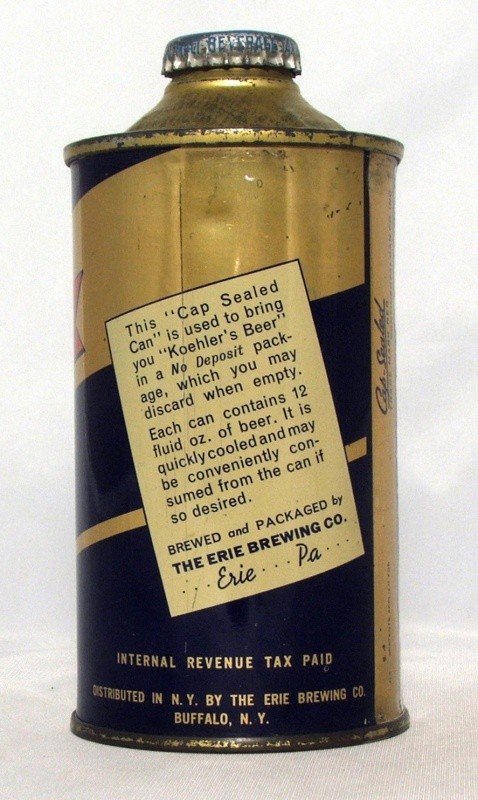 This "Cap Sealed
Can" is used to bring
you "Koehler's Beer"
in a No Deposit pack-
age, which you may
discard when empty.
Each can contains 12
fluid oz. of beer. It is
quickly cooled and may
be conveniently con-
sumed from the can if
so desired.
BREWED and PACKAGED by
THE ERIE BREWING CO.
...Erie....Pa....
INTERNAL REVENUE TAX PAID
DISTRIBUTED IN N.Y. BY THE ERIE BREWING CO.
BUFFALO, N.Y.
Cap Sealed